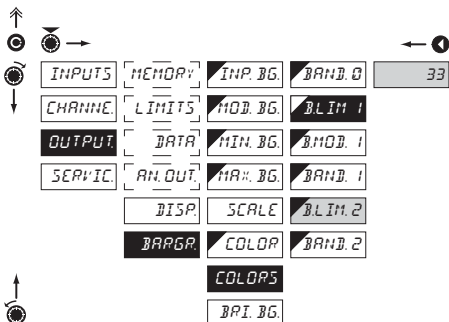 INPUTS MEMORY INP. BG. BAND. 0 33
CHANNE. LIMITS MOD. BG. B.LIM 1
OUTPUT. DATA MIN. BG. B.MOD. 1
SERVIC. AN. OUT. MAX. BG. BAND. 1
DISP. SCALE B.LIM. 2
BARGR. COLOR BAND. 2
COLORS
BRI. BG.